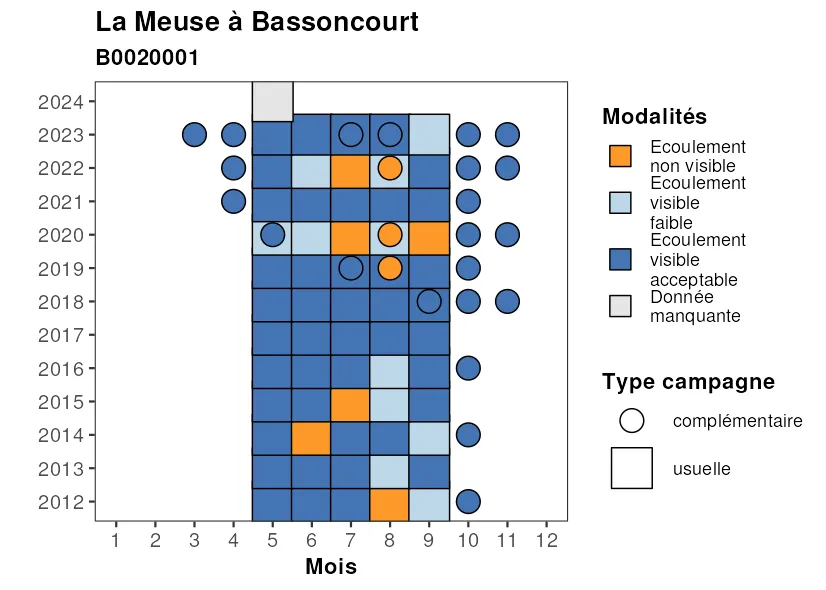 La Meuse à Bassoncourt
B0020001
2024
2023
2022
2021
2020
2019
2018
2017
2016
2015
2014
2013
2012
1 2 3 4 5 6 7 8 9 10 11 12
Mois
Modalités
Ecoulement
non visible
Ecoulement
visible
faible
Ecoulement
visible
acceptable
Donnée
manquante
Type campagne
complémentaire
usuelle